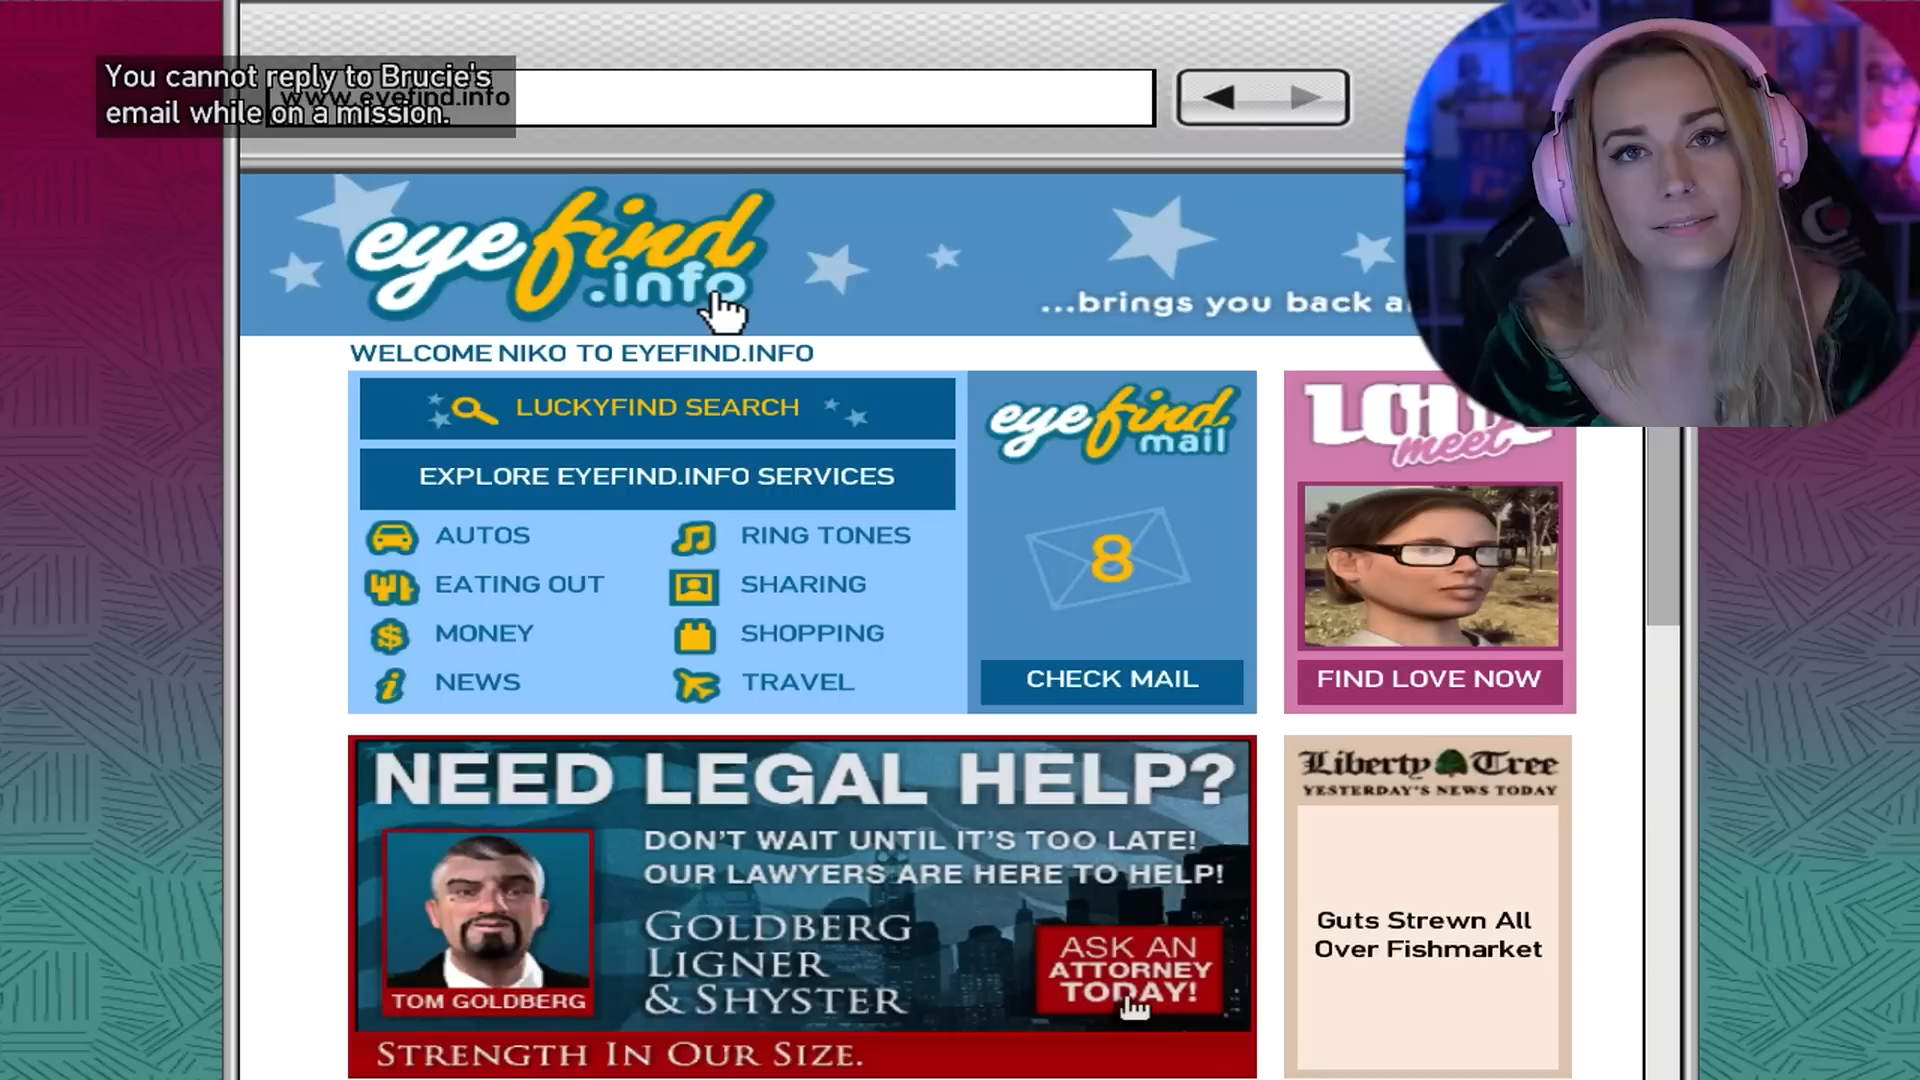 You cannot reply to Brucie's
email while on a mission.
www.eyefind.info
eyefind
.info
...brings you back a
WELCOME NIKO TO EYEFIND.INFO
LUCKYFIND SEARCH
EXPLORE EYEFIND.INFO SERVICES
AUTOS
RING TONES
EATING OUT
SHARING
MONEY
SHOPPING
NEWS
TRAVEL
eyefind
mail
8
CHECK MAIL
meet
FIND LOVE NOW
NEED LEGAL HELP?
DON'T WAIT UNTIL IT'S TOO LATE!
OUR LAWYERS ARE HERE TO HELP!
GOLDBERG
LIGNER
& SHYSTER
ASK AN
ATTORNEY
TODAY!
TOM GOLDBERG
STRENGTH IN OUR SIZE.
Liberty Tree
YESTERDAY'S NEWS TODAY
Guts Strewn All
Over Fishmarket